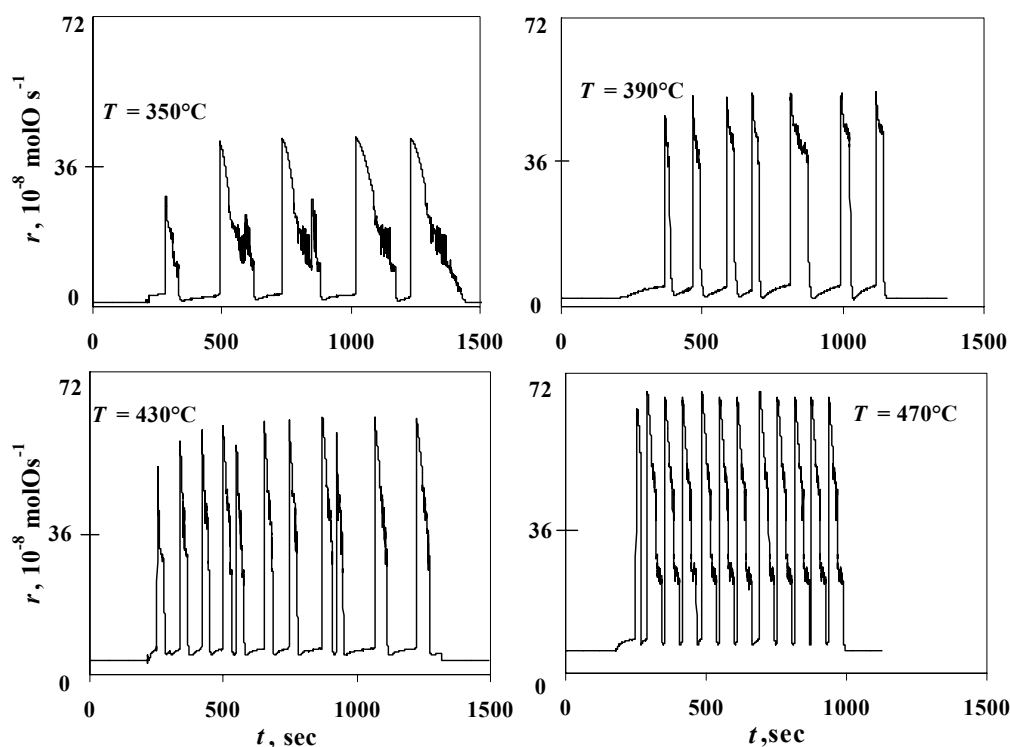 72
T = 350°C
36
0
r, 10⁻⁸ molO s⁻¹
0 500 1000 1500
72
T = 390°C
36
0
0 500 1000 1500
72
T = 430°C
36
0
r, 10⁻⁸ molOs⁻¹
0 500 1000 1500
t, sec
72
T = 470°C
36
0
0 500 1000 1500
t,sec